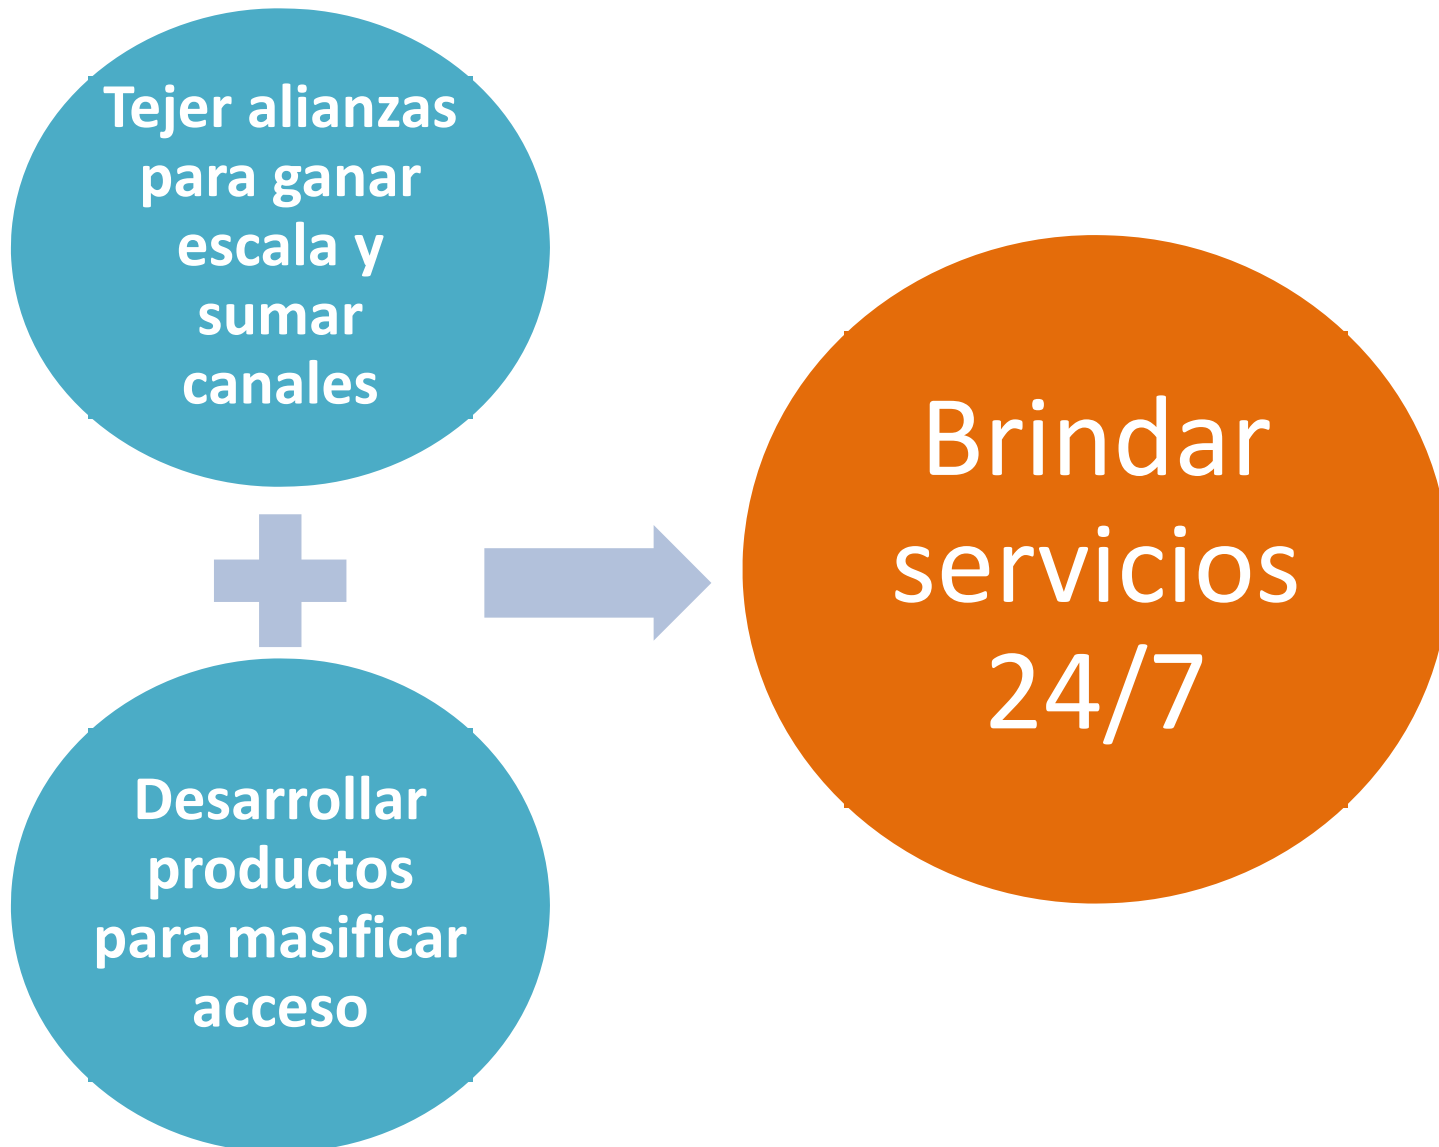 Tejer alianzas
para ganar
escala y
sumar
canales
Desarrollar
productos
para masificar
acceso
Brindar
servicios
24/7